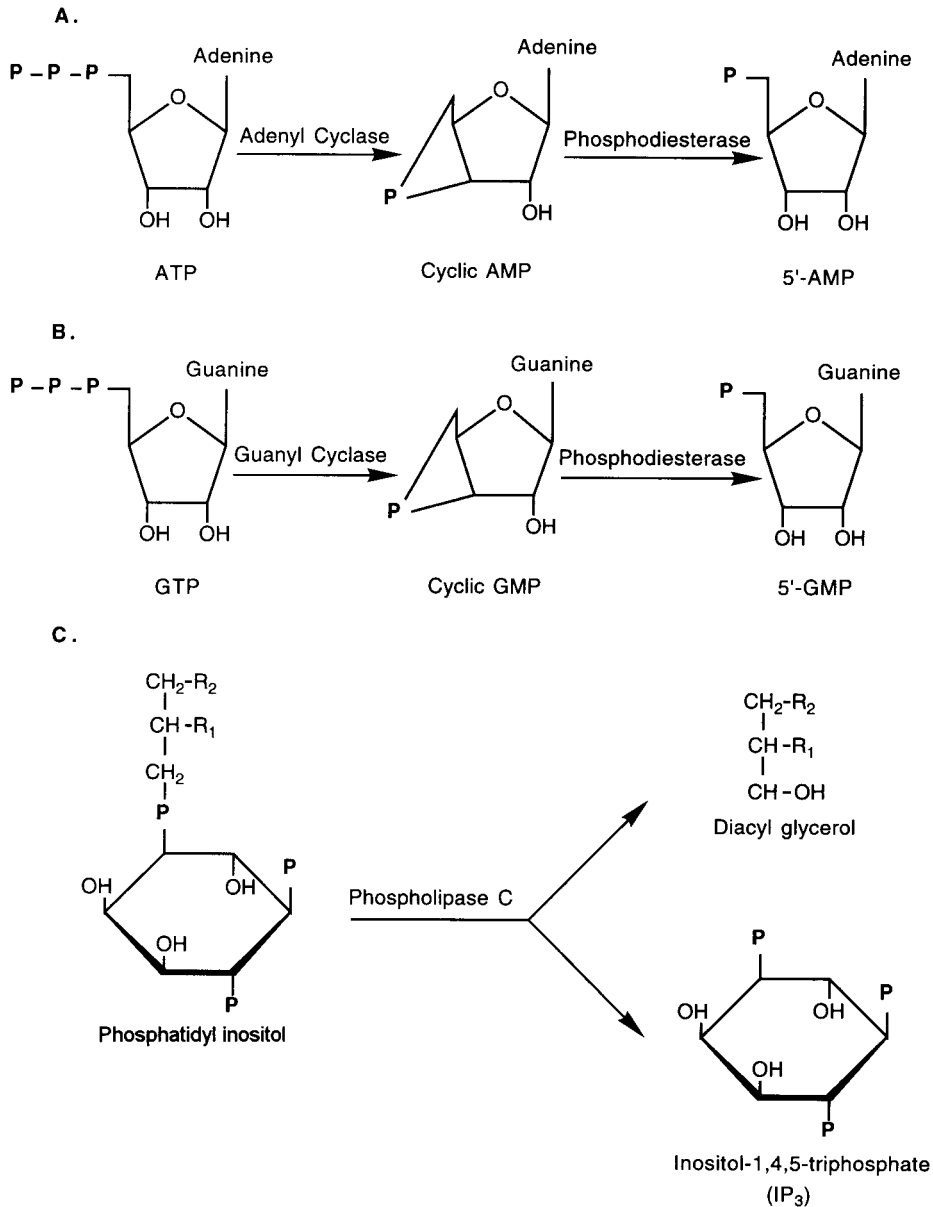 A.
P – P – P
Adenine
O
OH OH
ATP
Adenyl Cyclase
Adenine
O
P
OH
Cyclic AMP
Phosphodiesterase
P
Adenine
O
OH OH
5'-AMP
B.
P – P – P
Guanine
O
OH OH
GTP
Guanyl Cyclase
Guanine
O
P
OH
Cyclic GMP
Phosphodiesterase
P
Guanine
O
OH OH
5'-GMP
C.
CH₂-R₂
CH-R₁
CH₂
P
OH
OH
P
OH
P
Phosphatidyl inositol
Phospholipase C
CH₂-R₂
CH-R₁
CH-OH
Diacyl glycerol
P
OH
OH
P
OH
P
Inositol-1,4,5-triphosphate
(IP₃)